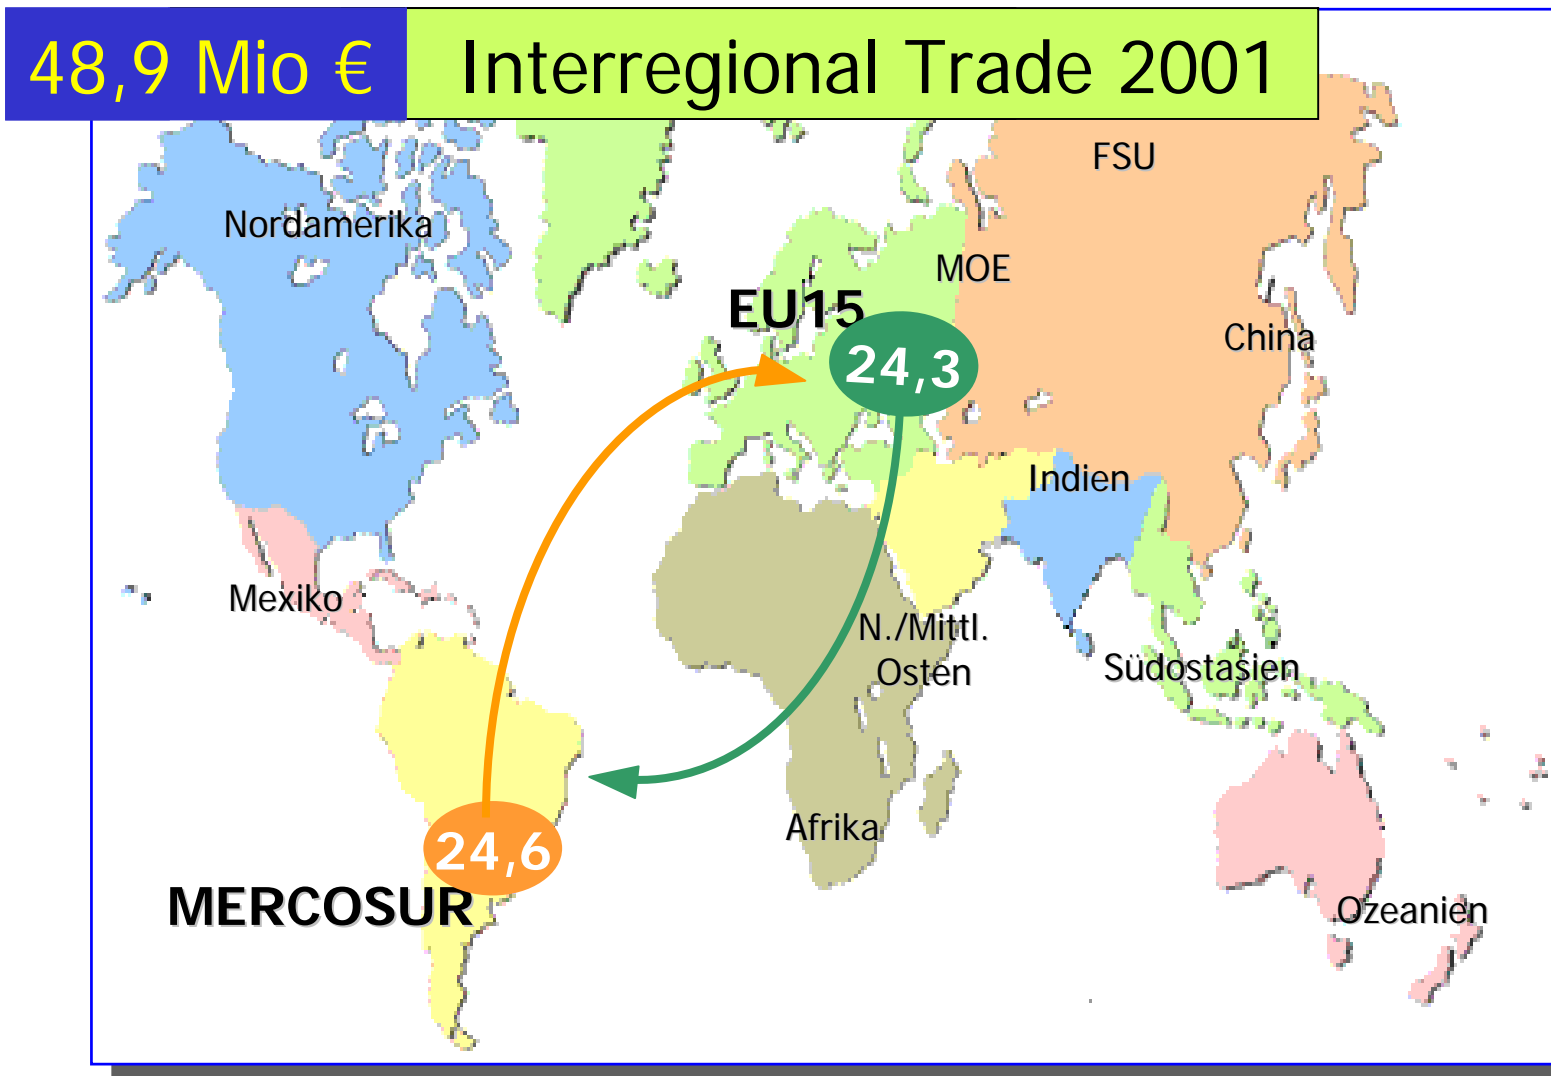 48,9 Mio €
Interregional Trade 2001
FSU
Nordamerika
MOE
EU15
China
24,3
Indien
Mexiko
N./Mittl.
Osten
Südostasien
Afrika
24,6
MERCOSUR
Ozeanien